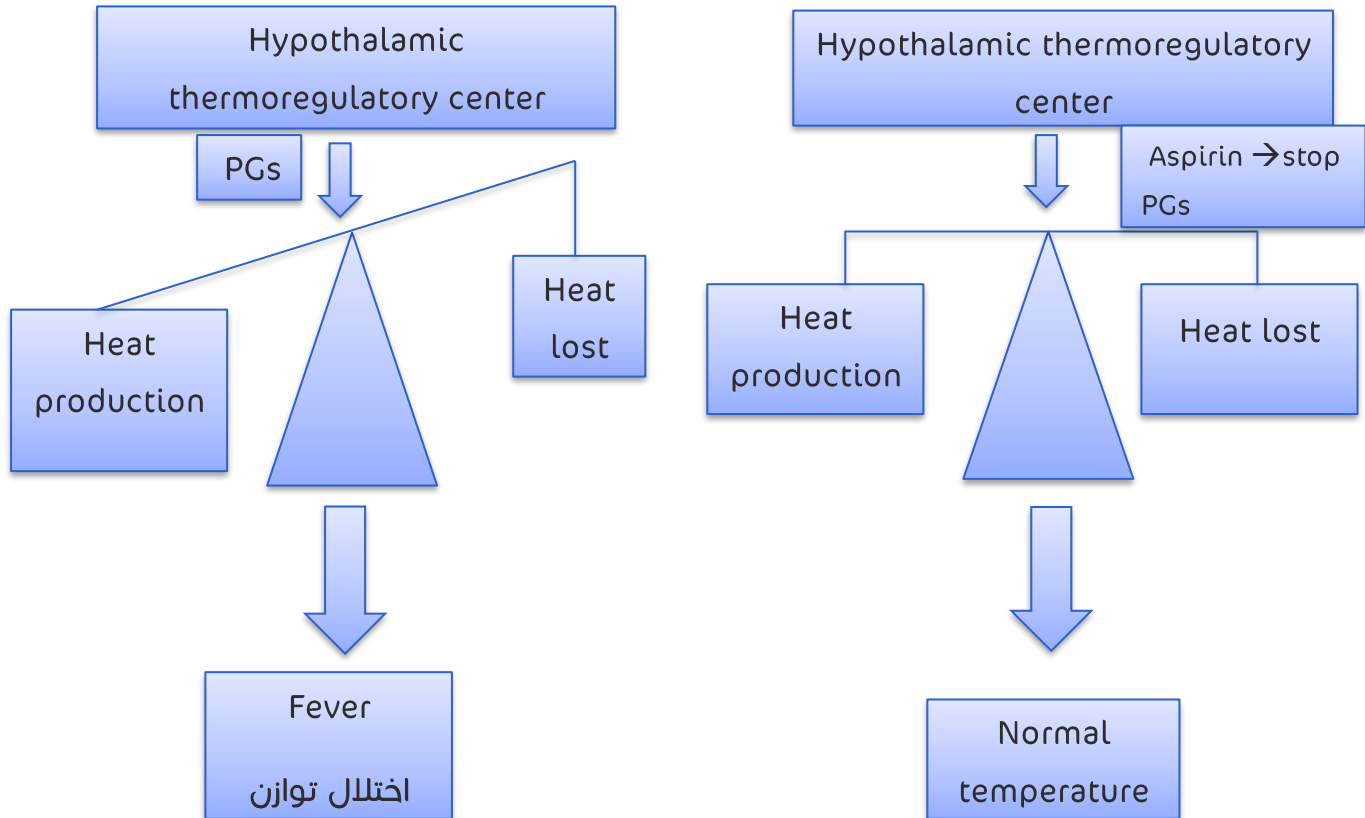 Hypothalamic
thermoregulatory center
PGs
Heat
production
Heat
lost
Fever
اختلال توازن
Hypothalamic thermoregulatory
center
Aspirin →stop
PGs
Heat
production
Heat lost
Normal
temperature